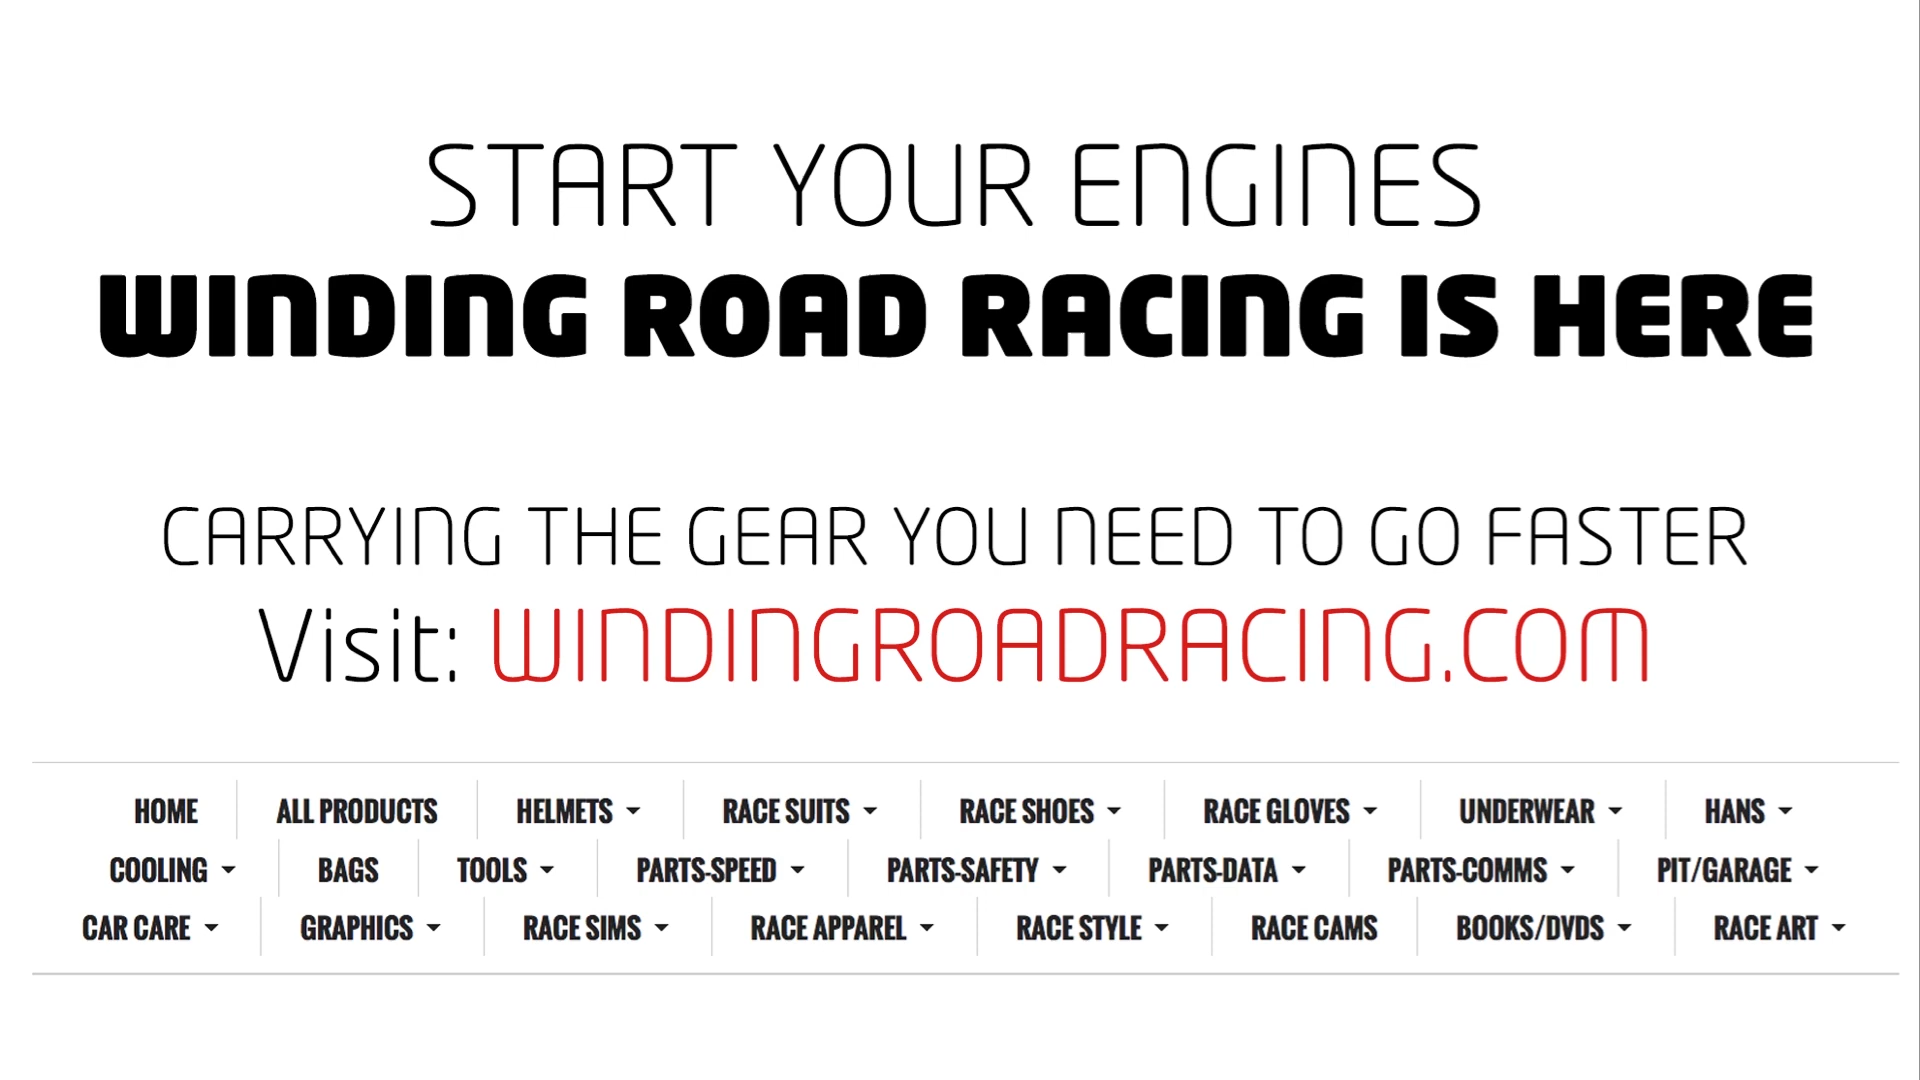 START YOUR ENGINES
WINDING ROAD RACING IS HERE
CARRYING THE GEAR YOU NEED TO GO FASTER
Visit: WINDINGROADRACING.COM
HOME ALL PRODUCTS HELMETS RACE SUITS RACE SHOES RACE GLOVES UNDERWEAR HANS
COOLING BAGS TOOLS PARTS-SPEED PARTS-SAFETY PARTS-DATA PARTS-COMMS PIT/GARAGE
CAR CARE GRAPHICS RACE SIMS RACE APPAREL RACE STYLE RACE CAMS BOOKS/DVDS RACE ART